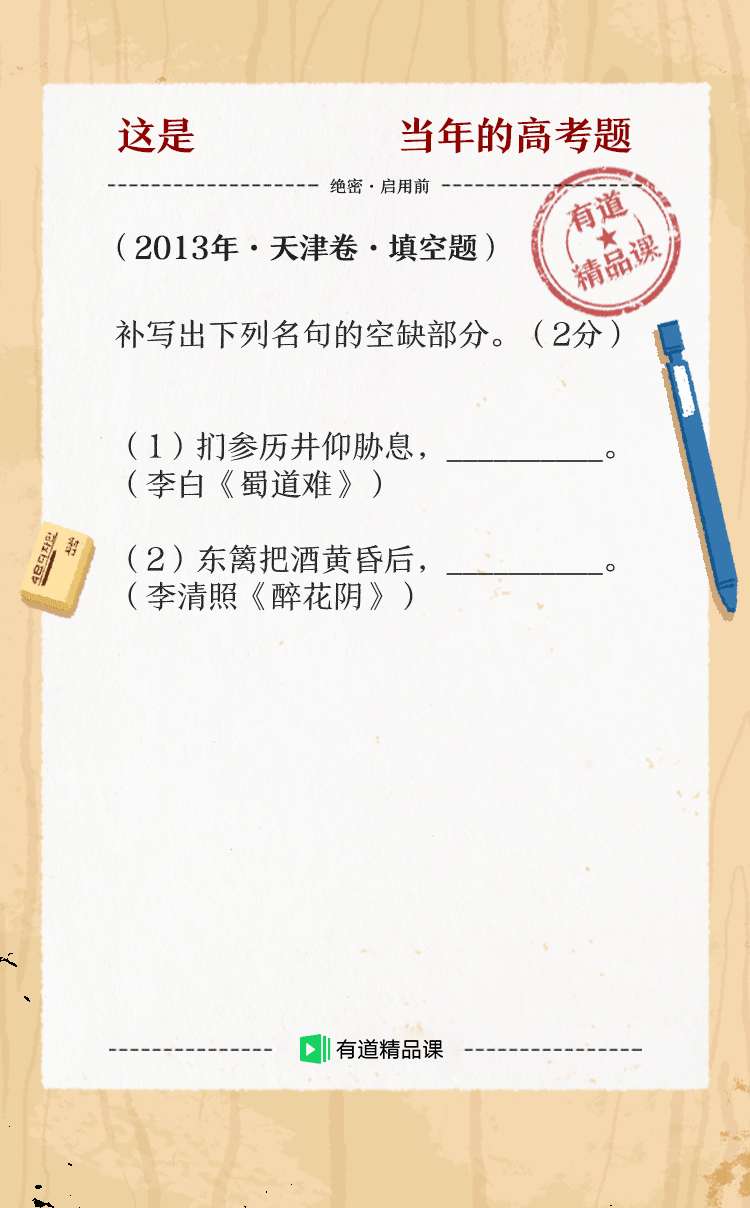 这是 当年的高考题
绝密·启用前
有道
精品课
（2013年·天津卷·填空题）
补写出下列名句的空缺部分。（2分）
（1）扪参历井仰胁息，__________。
（李白《蜀道难》）
（2）东篱把酒黄昏后，__________。
（李清照《醉花阴》）
有道精品课